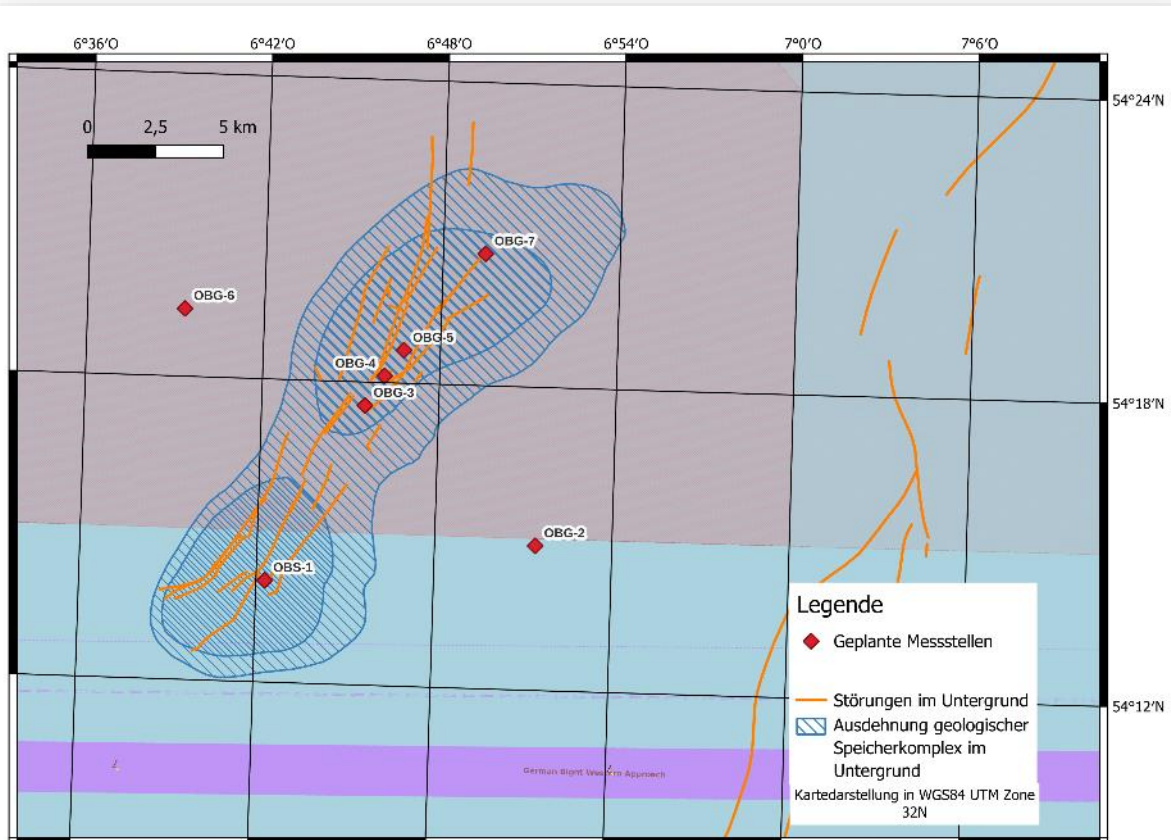 6°36′O 6°42′O 6°48′O 6°54′O 7°0′O 7°6′O
54°24′N
0 2,5 5 km
OBG-7
OBG-6
OBG-5
OBG-4
OBG-3
54°18′N
OBG-2
OBS-1
Legende
Geplante Messstellen
Störungen im Untergrund
54°12′N
Ausdehnung geologischer
Speicherkomplex im
Untergrund
German Bight Western Approach
Kartedarstellung in WGS84 UTM Zone
32N